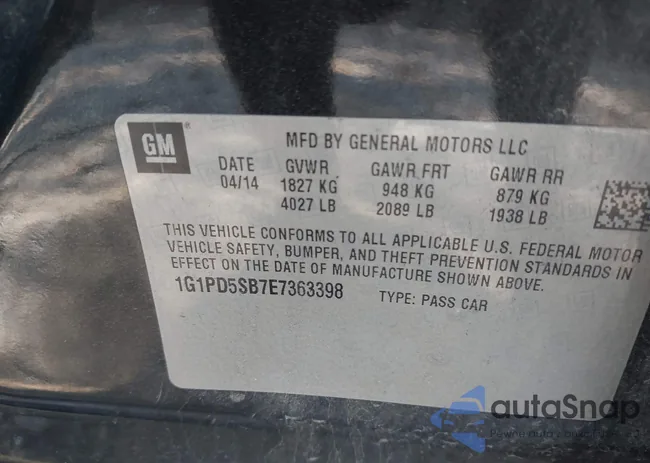 GM
MFD BY GENERAL MOTORS LLC
DATE GVWR GAWR FRT GAWR RR
04/14 1827 KG 948 KG 879 KG
4027 LB 2089 LB 1938 LB
THIS VEHICLE CONFORMS TO ALL APPLICABLE U.S. FEDERAL MOTOR
VEHICLE SAFETY, BUMPER, AND THEFT PREVENTION STANDARDS IN
EFFECT ON THE DATE OF MANUFACTURE SHOWN ABOVE.
1G1PD5SB7E7363398 TYPE: PASS CAR
autoSnap